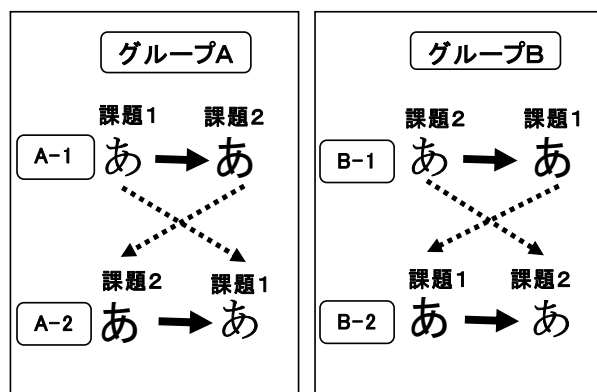 グループA
課題1 課題2
A-1 あ あ
課題2 課題1
A-2 あ あ
グループB
課題2 課題1
B-1 あ あ
課題1 課題2
B-2 あ あ